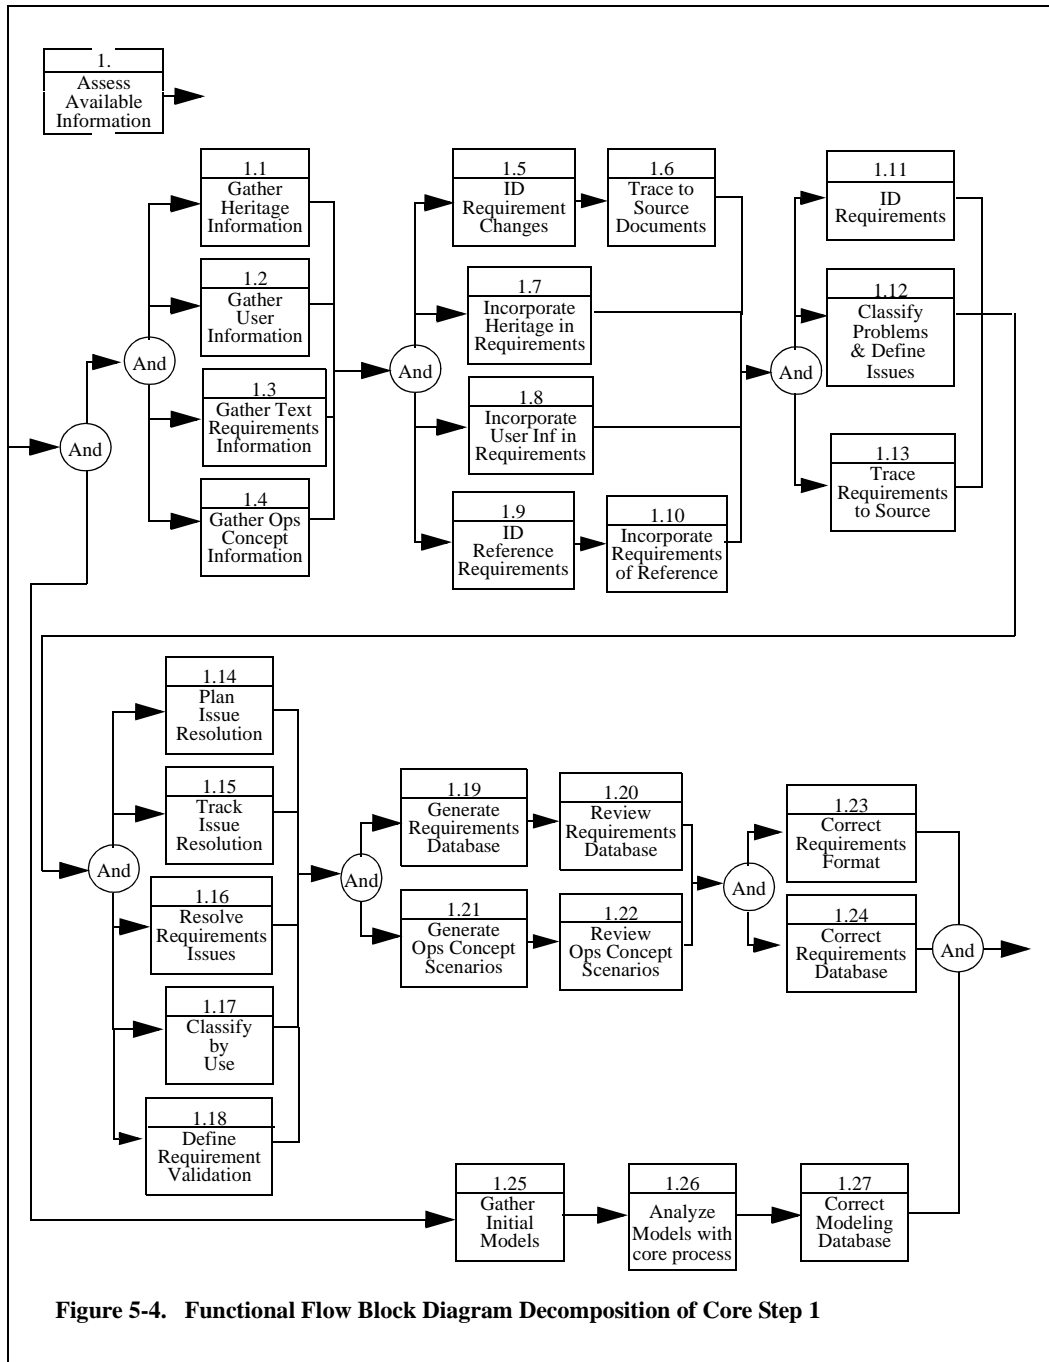 1.
Assess
Available
Information
1.1
Gather
Heritage
Information
1.2
Gather
User
Information
1.3
Gather Text
Requirements
Information
1.4
Gather Ops
Concept
Information
And
And
And
1.5
ID
Requirement
Changes
1.6
Trace to
Source
Documents
1.7
Incorporate
Heritage in
Requirements
1.8
Incorporate
User Inf in
Requirements
1.9
ID
Reference
Requirements
1.10
Incorporate
Requirements
of Reference
And
1.11
ID
Requirements
1.12
Classify
Problems
& Define
Issues
1.13
Trace
Requirements
to Source
And
1.14
Plan
Issue
Resolution
1.15
Track
Issue
Resolution
1.16
Resolve
Requirements
Issues
1.17
Classify
by
Use
1.18
Define
Requirement
Validation
And
1.19
Generate
Requirements
Database
1.20
Review
Requirements
Database
1.21
Generate
Ops Concept
Scenarios
1.22
Review
Ops Concept
Scenarios
And
1.23
Correct
Requirements
Format
1.24
Correct
Requirements
Database
And
1.25
Gather
Initial
Models
1.26
Analyze
Models with
core process
1.27
Correct
Modeling
Database
Figure 5-4. Functional Flow Block Diagram Decomposition of Core Step 1